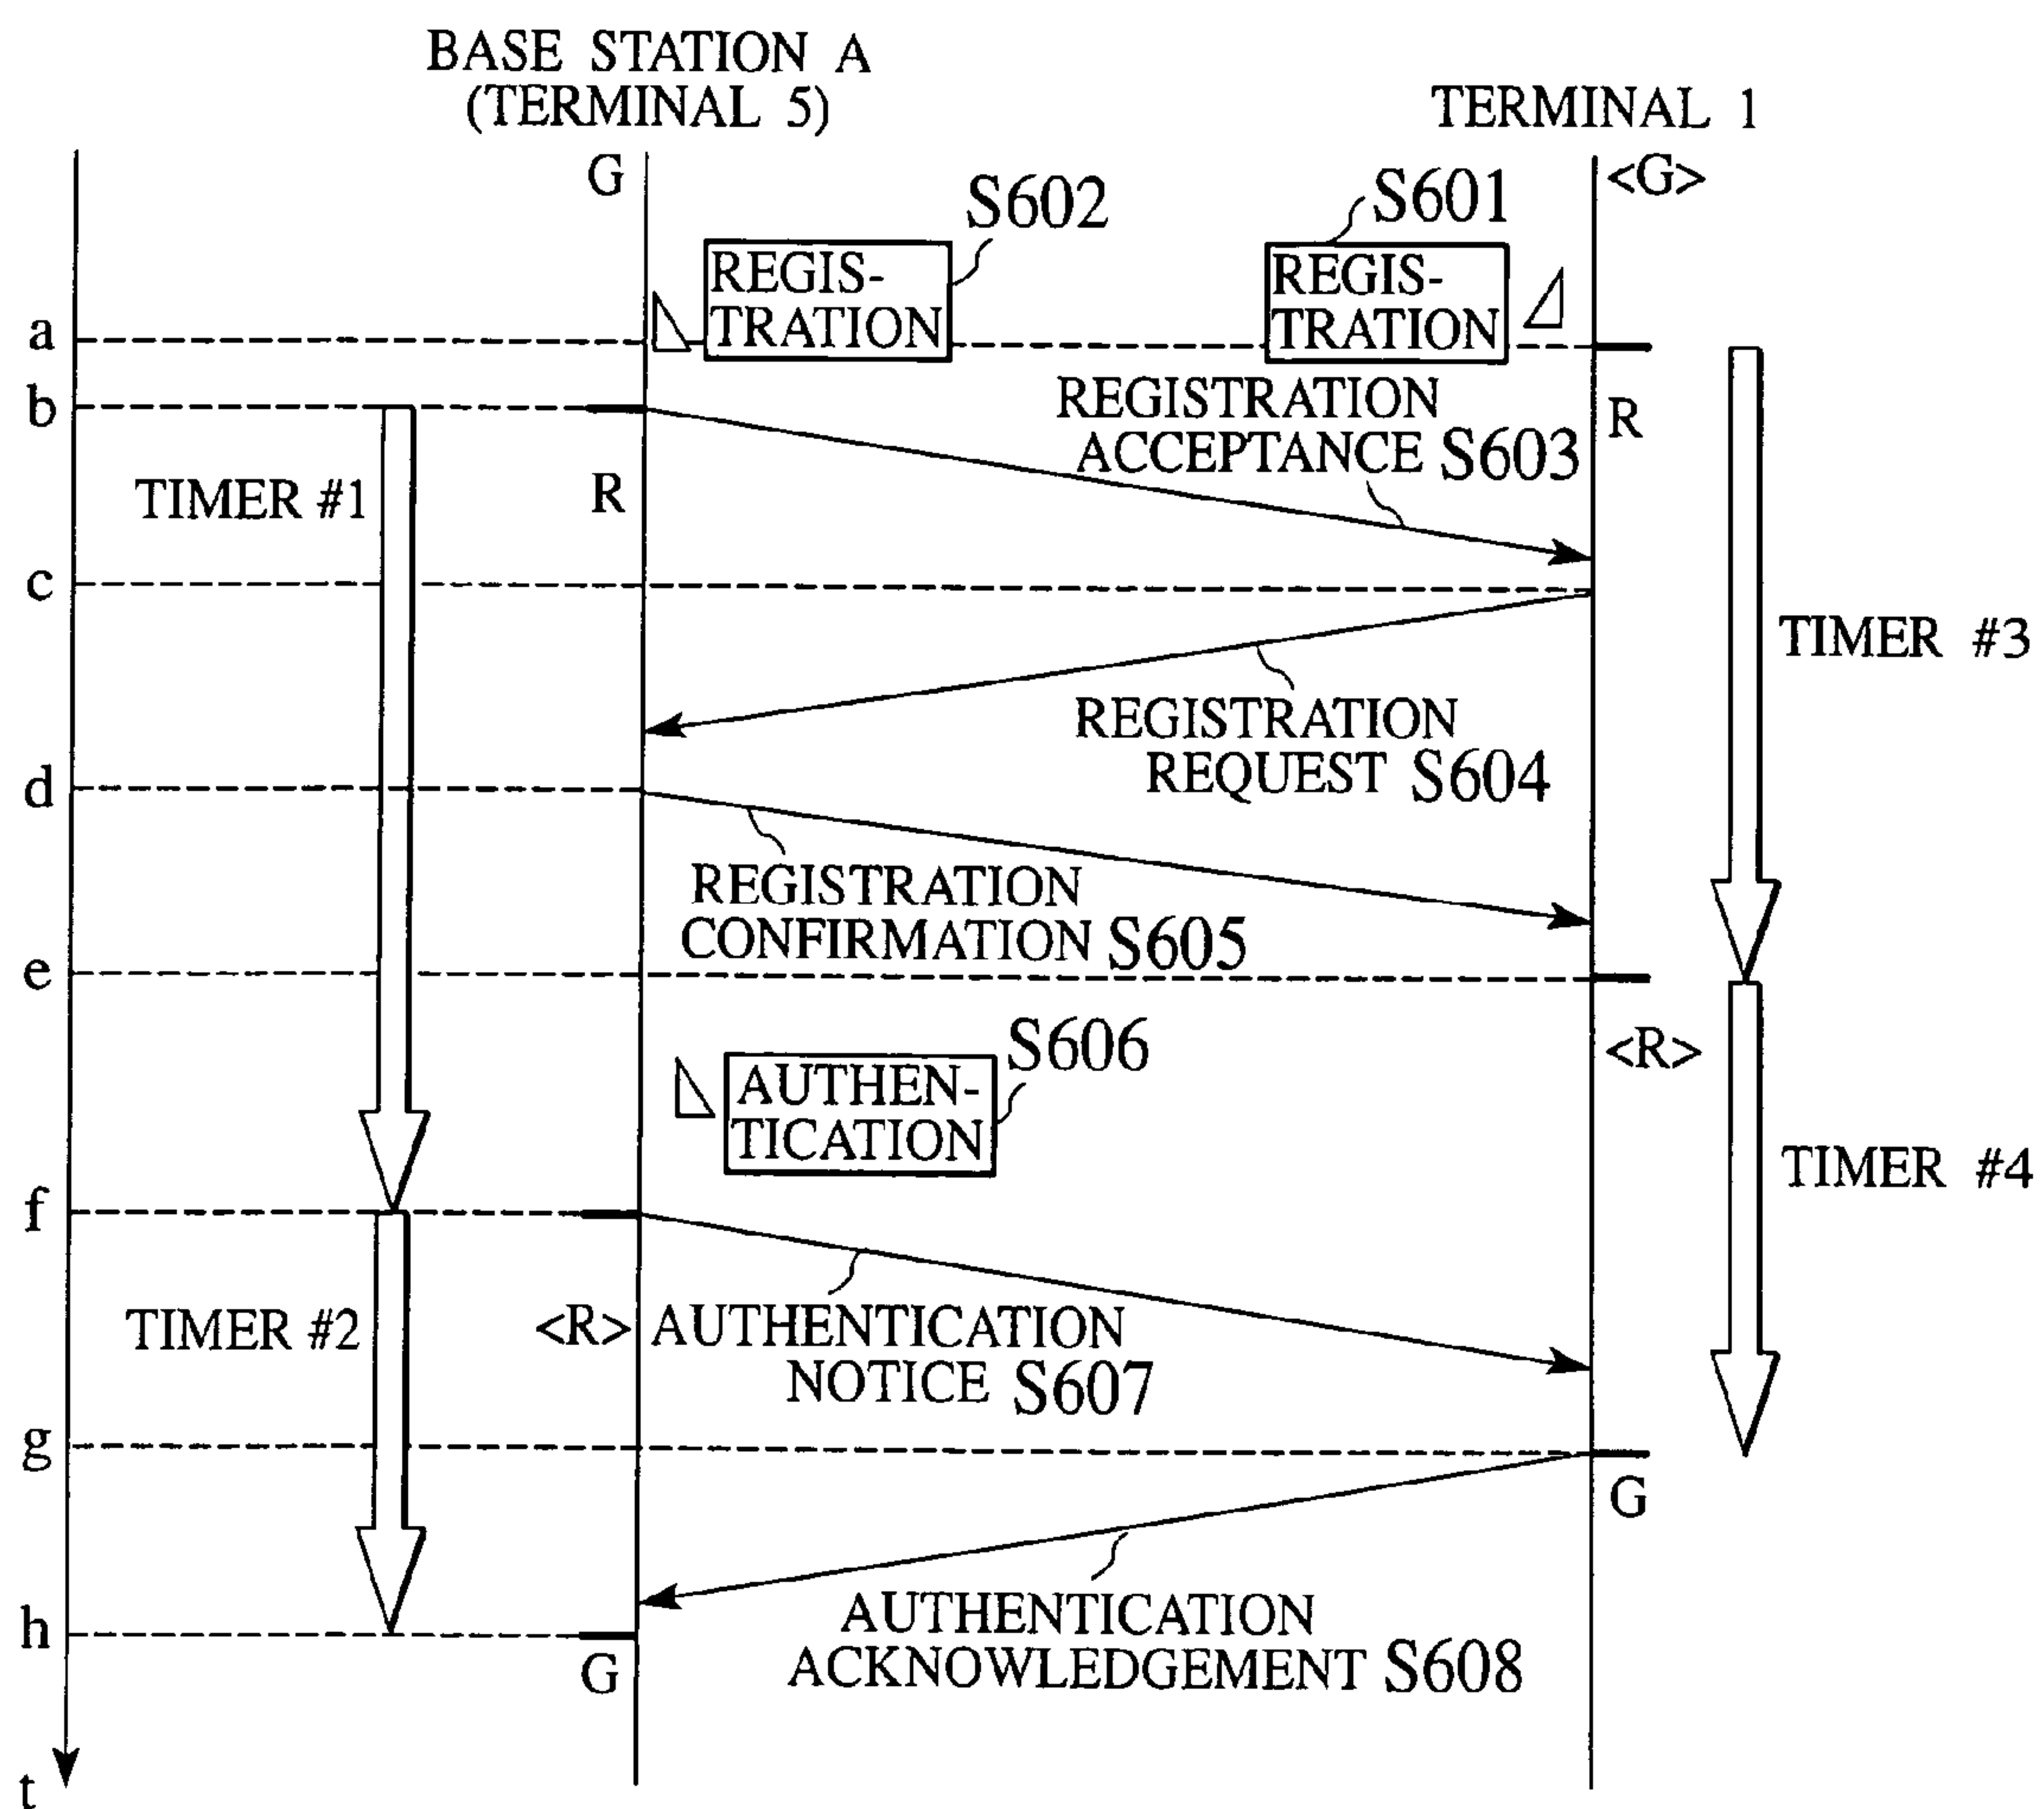 BASE STATION A
(TERMINAL 5)
TERMINAL 1
G
<G>
S602
S601
REGIS-
TRATION
REGIS-
TRATION
a
b
REGISTRATION
ACCEPTANCE S603
R
TIMER #1
R
c
TIMER #3
REGISTRATION
REQUEST S604
d
REGISTRATION
CONFIRMATION S605
e
S606
<R>
AUTHEN-
TICATION
TIMER #4
f
TIMER #2
<R>
AUTHENTICATION
NOTICE S607
g
G
AUTHENTICATION
ACKNOWLEDGEMENT S608
h
G
t